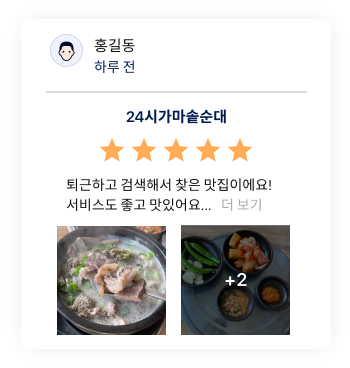 홍길동
하루 전
24시가마솥순대
퇴근하고 검색해서 찾은 맛집이에요!
서비스도 좋고 맛있어요... 더 보기
+2